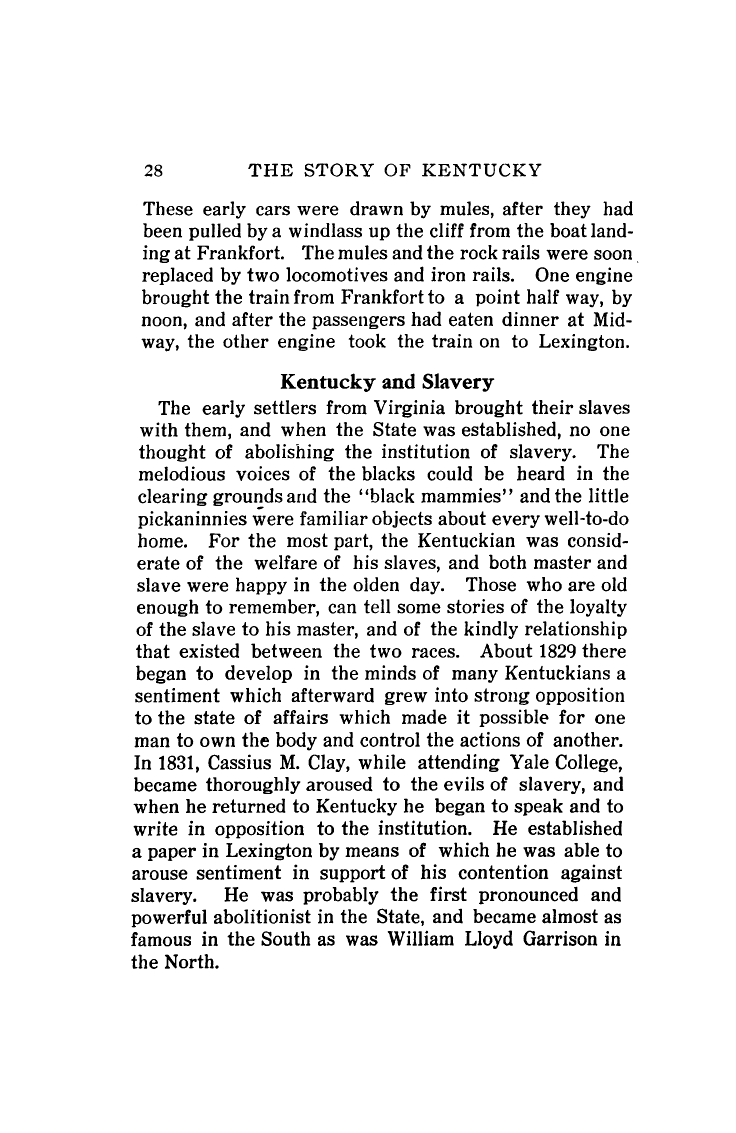 28 THE STORY OF KENTUCKY
These early cars were drawn by mules, after they had
been pulled by a windlass up the cliff from the boat land-
ing at Frankfort. The mules and the rock rails were soon
replaced by two locomotives and iron rails. One engine
brought the train from Frankfort to a point half way, by
noon, and after the passengers had eaten dinner at Mid-
way, the other engine took the train on to Lexington.
Kentucky and Slavery
The early settlers from Virginia brought their slaves
with them, and when the State was established, no one
thought of abolishing the institution of slavery. The
melodious voices of the blacks could be heard in the
clearing grounds and the "black mammies" and the little
pickaninnies were familiar objects about every well-to-do
home. For the most part, the Kentuckian was consid-
erate of the welfare of his slaves, and both master and
slave were happy in the olden day. Those who are old
enough to remember, can tell some stories of the loyalty
of the slave to his master, and of the kindly relationship
that existed between the two races. About 1829 there
began to develop in the minds of many Kentuckians a
sentiment which afterward grew into strong opposition
to the state of affairs which made it possible for one
man to own the body and control the actions of another.
In 1831, Cassius M. Clay, while attending Yale College,
became thoroughly aroused to the evils of slavery, and
when he returned to Kentucky he began to speak and to
write in opposition to the institution. He established
a paper in Lexington by means of which he was able to
arouse sentiment in support of his contention against
slavery. He was probably the first pronounced and
powerful abolitionist in the State, and became almost as
famous in the South as was William Lloyd Garrison in
the North.